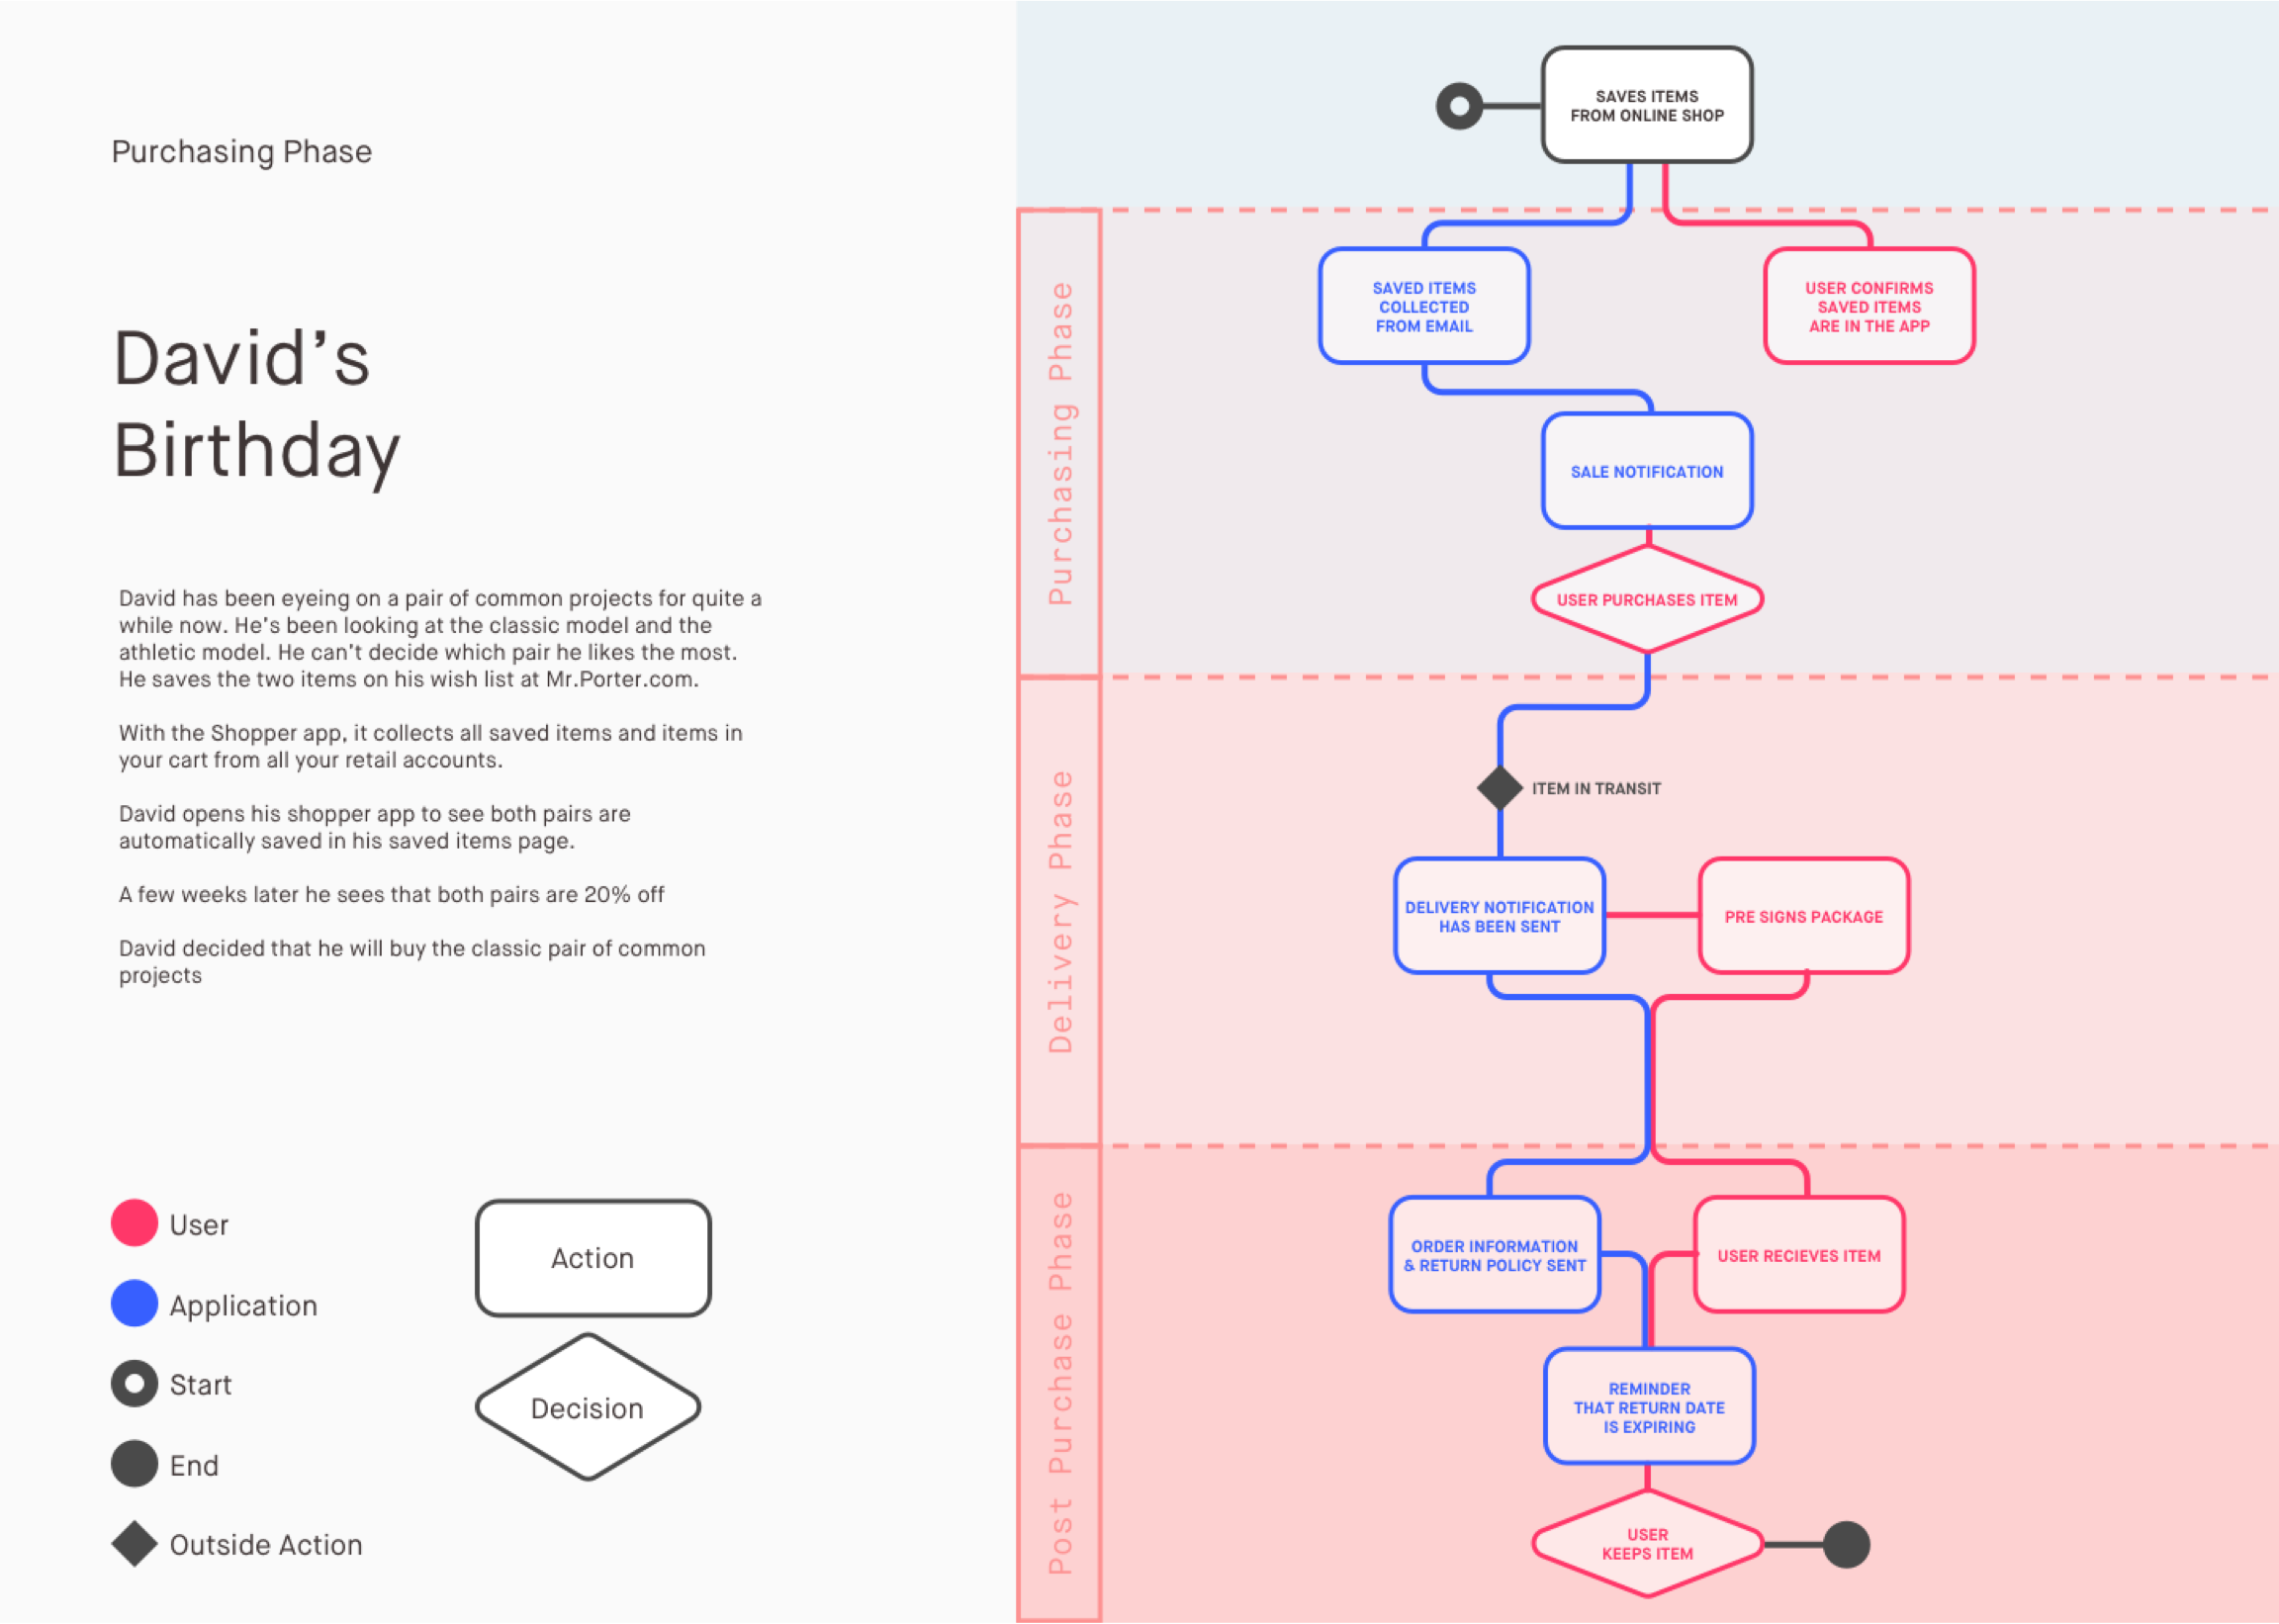 Purchasing Phase
David's
Birthday
David has been eyeing on a pair of common projects for quite a
while now. He's been looking at the classic model and the
athletic model. He can't decide which pair he likes the most.
He saves the two items on his wish list at Mr.Porter.com.
With the Shopper app, it collects all saved items and items in
your cart from all your retail accounts.
David opens his shopper app to see both pairs are
automatically saved in his saved items page.
A few weeks later he sees that both pairs are 20% off
David decided that he will buy the classic pair of common
projects
User
Application
Start
End
Outside Action
Action
Decision
SAVES ITEMS
FROM ONLINE SHOP
Purchasing Phase
SAVED ITEMS
COLLECTED
FROM EMAIL
USER CONFIRMS
SAVED ITEMS
ARE IN THE APP
SALE NOTIFICATION
USER PURCHASES ITEM
Delivery Phase
ITEM IN TRANSIT
DELIVERY NOTIFICATION
HAS BEEN SENT
PRE SIGNS PACKAGE
Post Purchase Phase
ORDER INFORMATION
& RETURN POLICY SENT
USER RECIEVES ITEM
REMINDER
THAT RETURN DATE
IS EXPIRING
USER
KEEPS ITEM